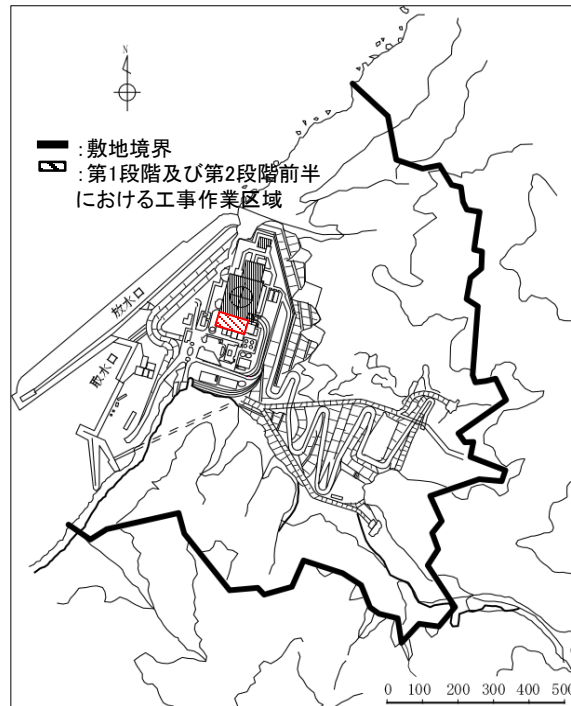 N
:敷地境界
:第1段階及び第2段階前半
における工事作業区域
放水口
取水口
0 100 200 300 400 500